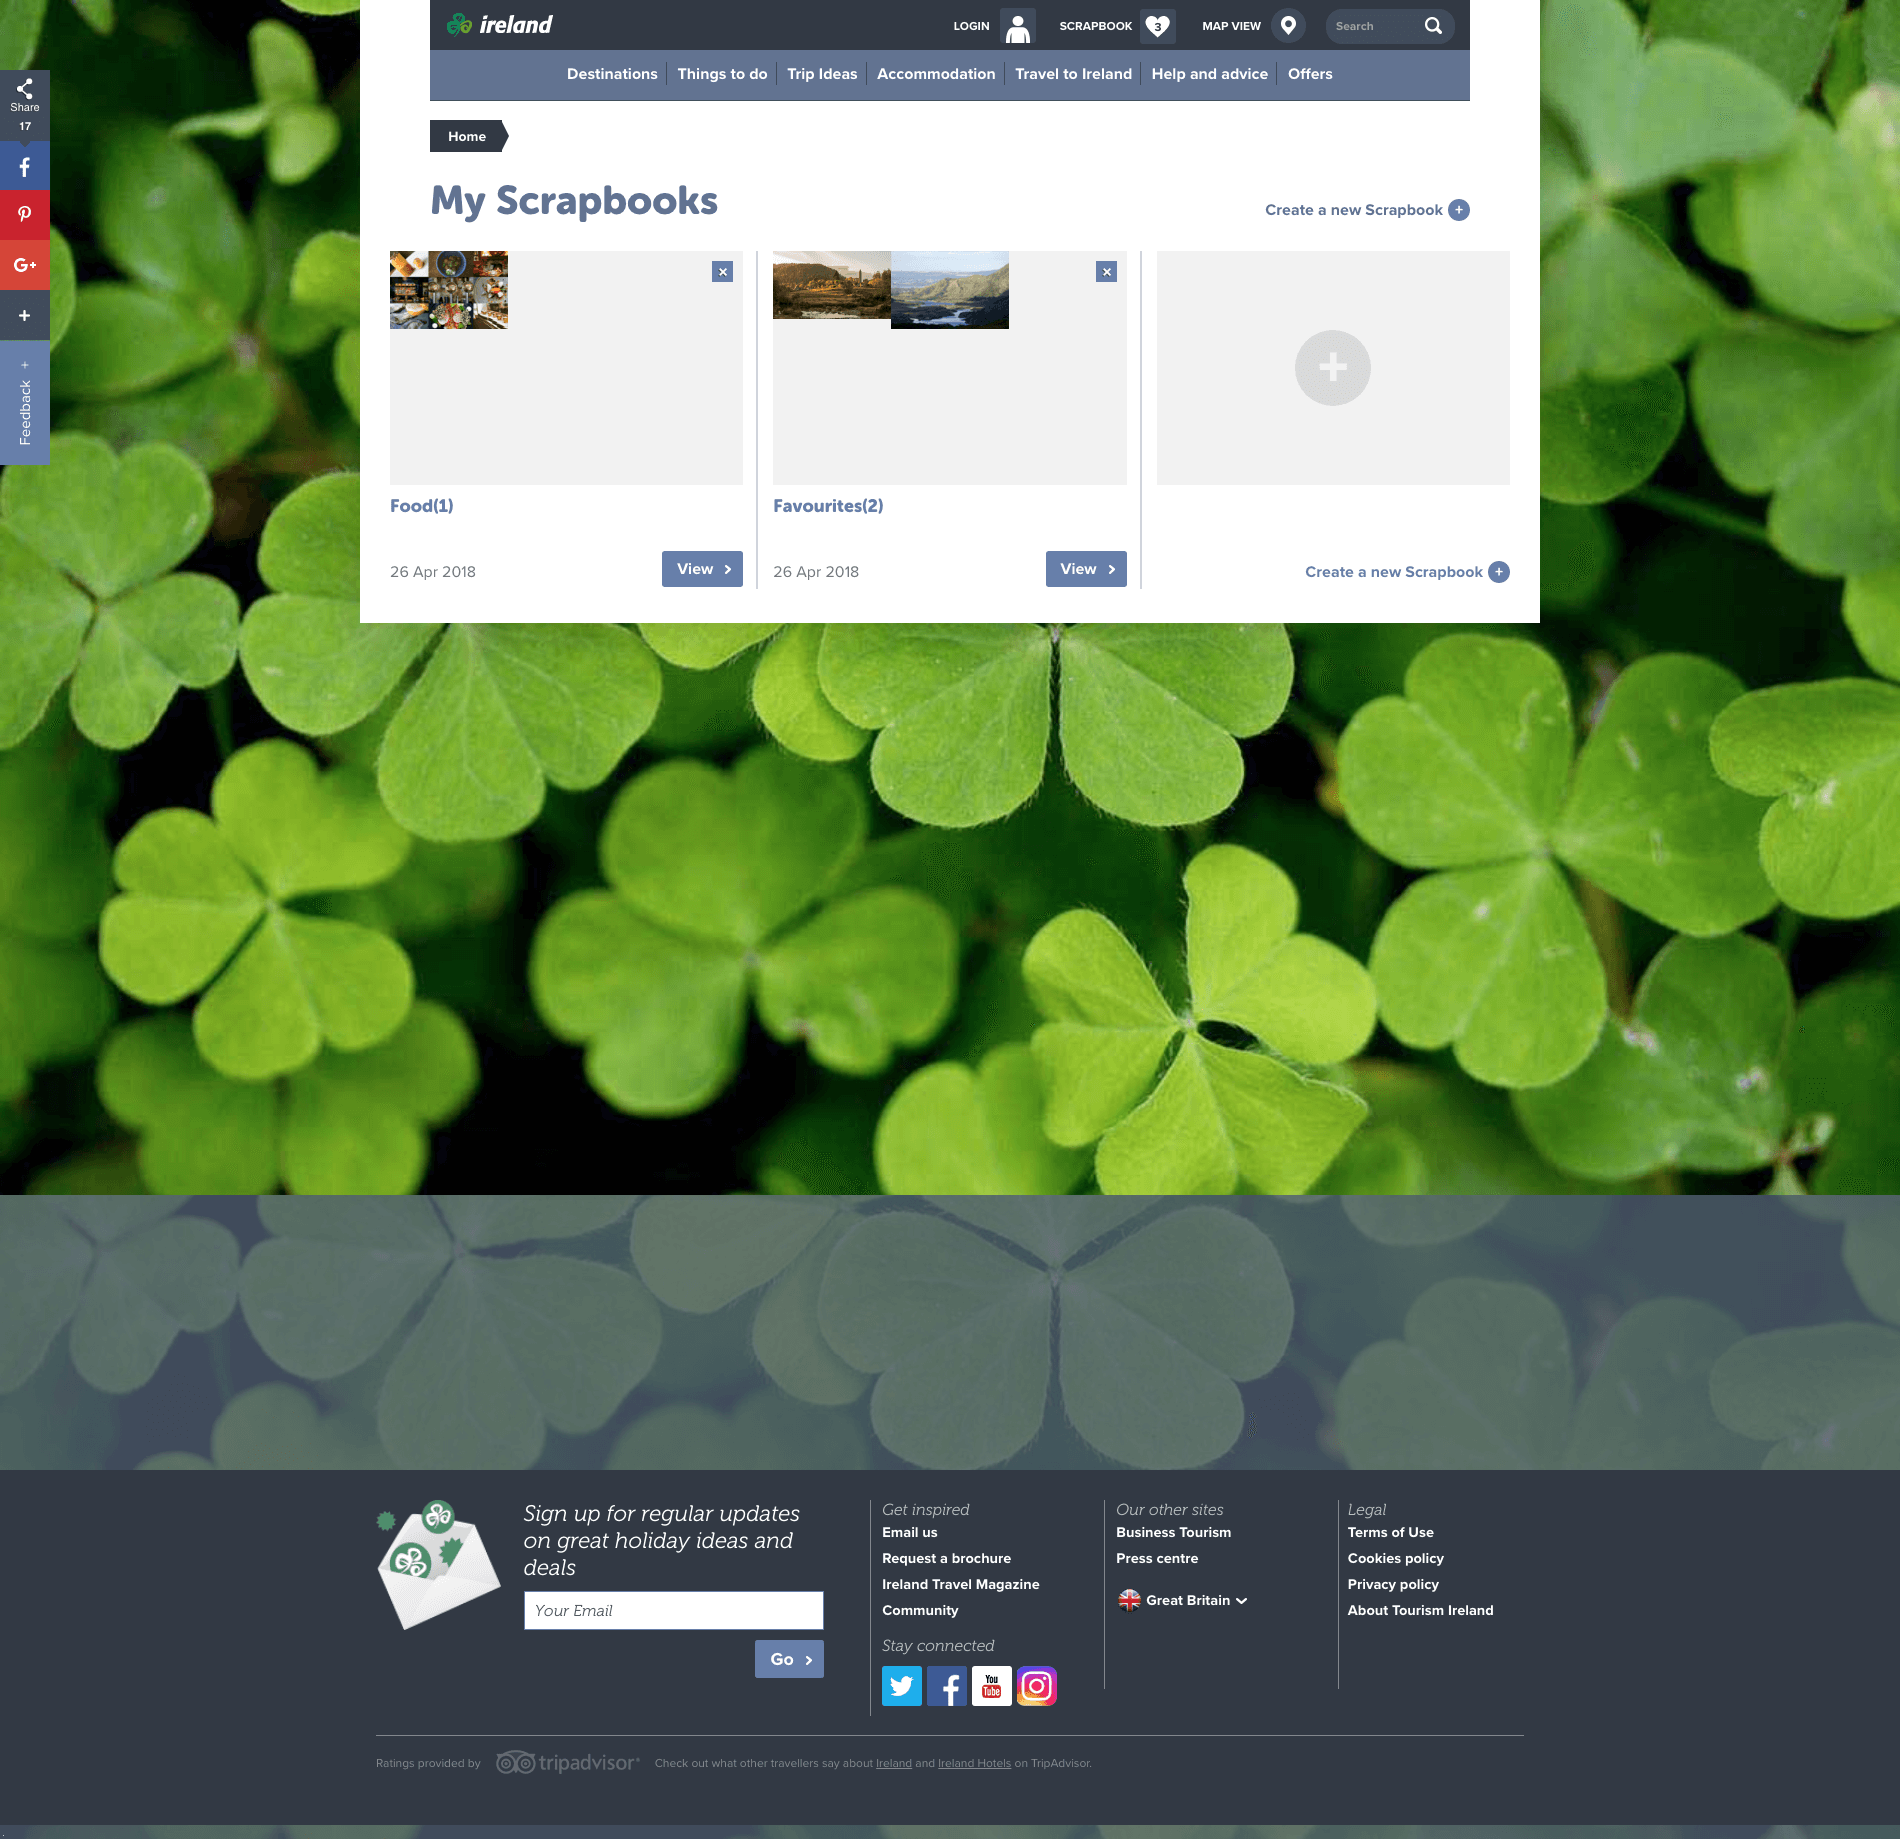 ireland
LOGIN
SCRAPBOOK
3
MAP VIEW
Search
Destinations
Things to do
Trip Ideas
Accommodation
Travel to Ireland
Help and advice
Offers
Share
17
G+
+
Feedback +
Home
My Scrapbooks
Create a new Scrapbook +
Food(1)
26 Apr 2018
View
Favourites(2)
26 Apr 2018
View
Create a new Scrapbook +
Sign up for regular updates
on great holiday ideas and
deals
Your Email
Go
Get inspired
Email us
Request a brochure
Ireland Travel Magazine
Community
Stay connected
You
Tube
Our other sites
Business Tourism
Press centre
Great Britain
Legal
Terms of Use
Cookies policy
Privacy policy
About Tourism Ireland
Ratings provided by
tripadvisor
Check out what other travellers say about Ireland and Ireland Hotels on TripAdvisor.